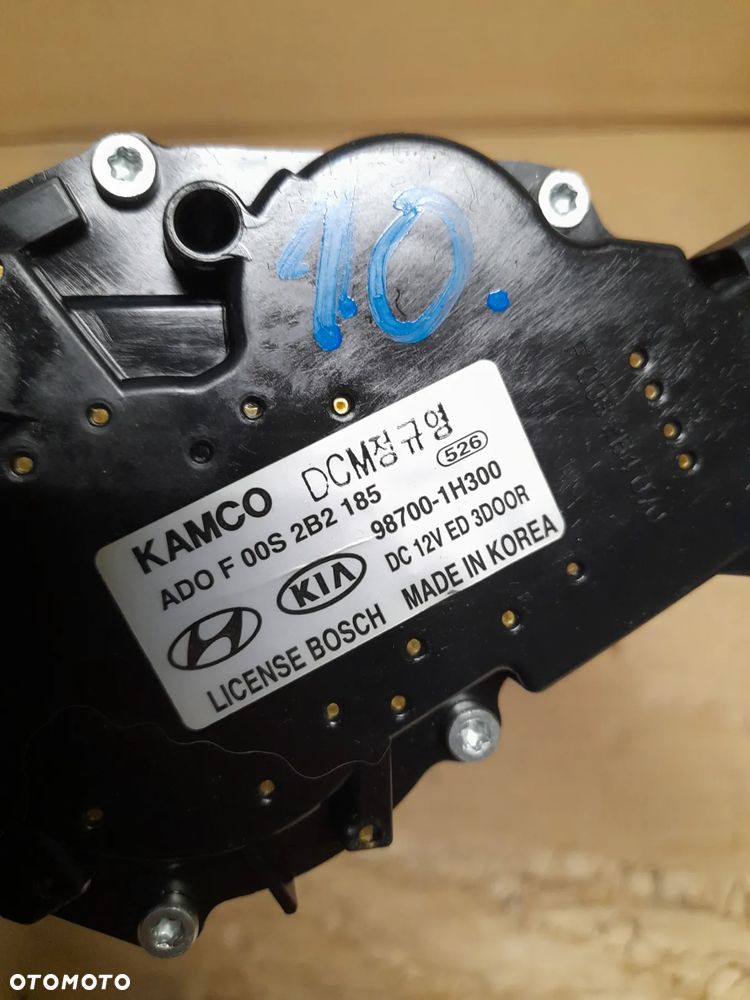 10.
DCM정규영
KAMCO
526
ADO F 00S 2B2 185
98700-1H300
KIA
DC 12V ED 3DOOR
LICENSE BOSCH MADE IN KOREA
OTOMOTO